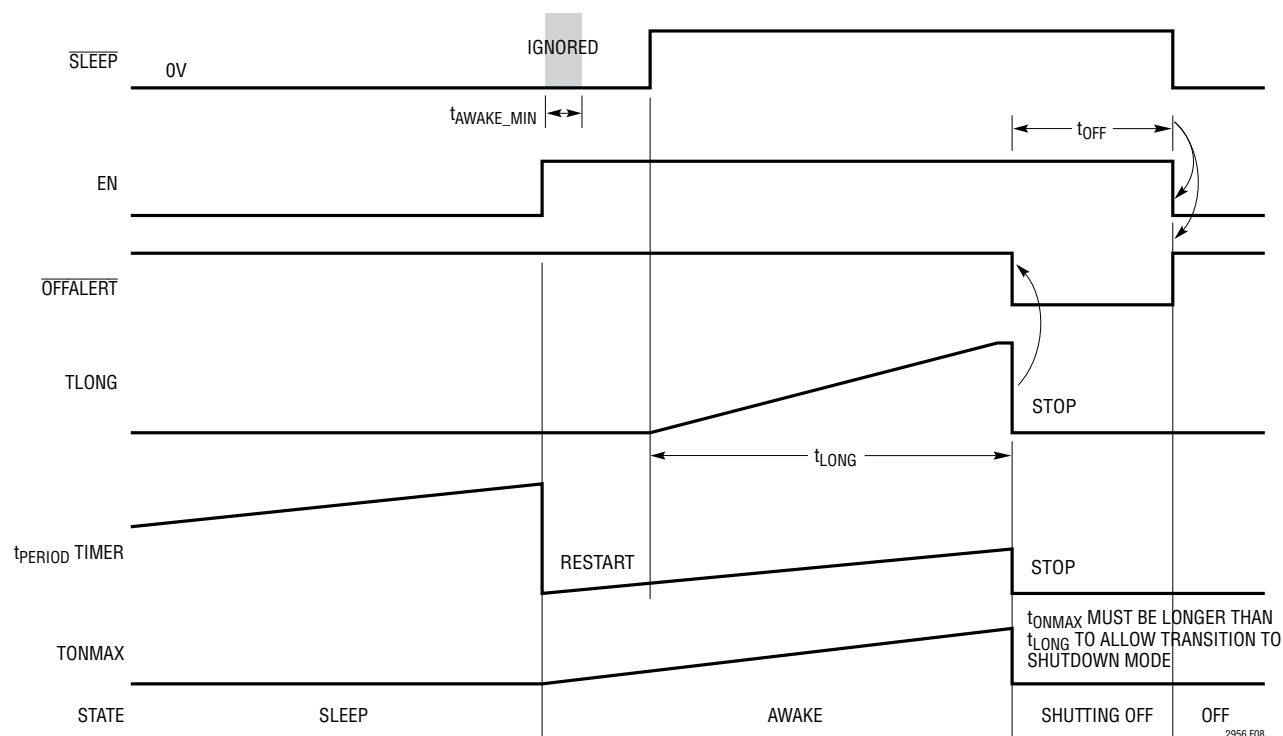 IGNORED
SLEEP
0V
tAWAKE_MIN
tOFF
EN
OFFALERT
TLONG
STOP
tLONG
tPERIOD TIMER
RESTART
STOP
tONMAX MUST BE LONGER THAN
tLONG TO ALLOW TRANSITION TO
SHUTDOWN MODE
TONMAX
STATE SLEEP AWAKE SHUTTING OFF OFF
2956 F08